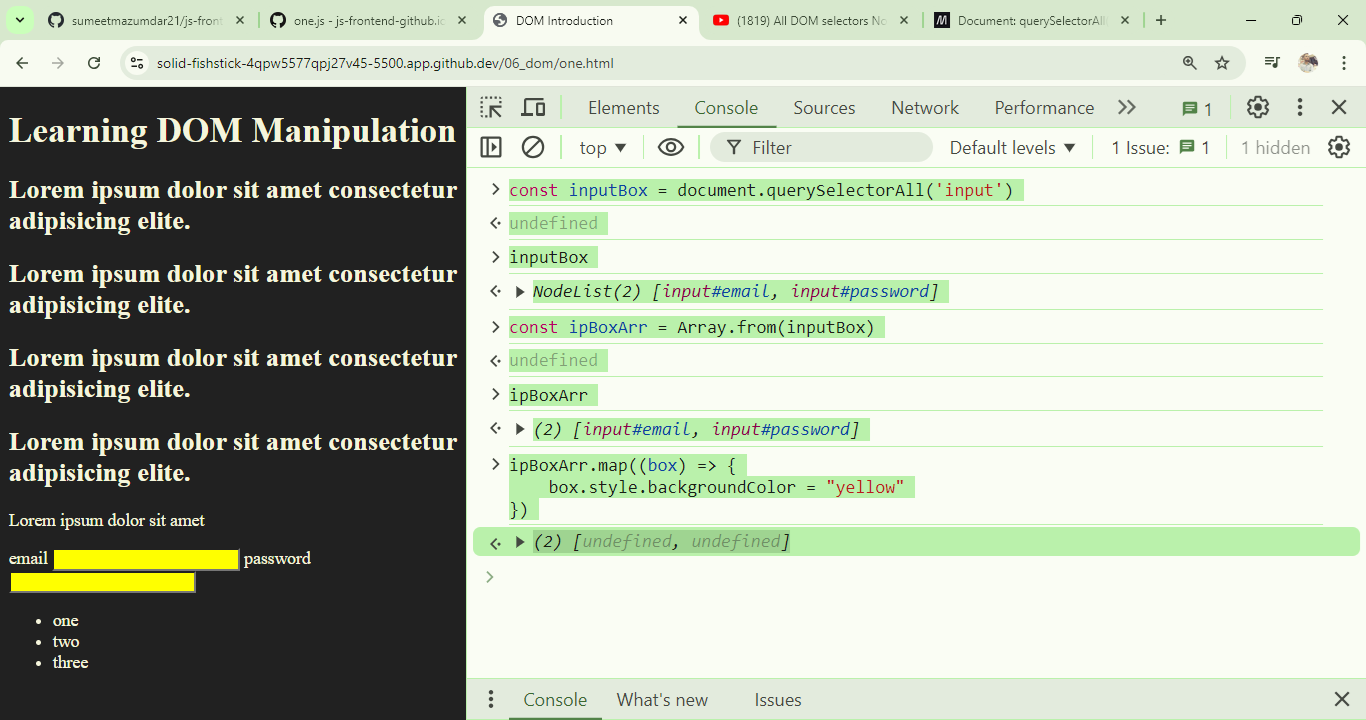 sumeetmazumdar21/js-front
one.js - js-frontend-github.io
DOM Introduction
(1819) All DOM selectors No
Document: querySelectorAll
solid-fishstick-4qpw5577qpj27v45-5500.app.github.dev/06_dom/one.html
Learning DOM Manipulation
Lorem ipsum dolor sit amet consectetur
adipisicing elite.
Lorem ipsum dolor sit amet consectetur
adipisicing elite.
Lorem ipsum dolor sit amet consectetur
adipisicing elite.
Lorem ipsum dolor sit amet consectetur
adipisicing elite.
Lorem ipsum dolor sit amet
email password
• one
• two
• three
Elements Console Sources Network Performance 1
top Filter Default levels 1 Issue: 1 1 hidden
const inputBox = document.querySelectorAll('input')
undefined
inputBox
NodeList(2) [input#email, input#password]
const ipBoxArr = Array.from(inputBox)
undefined
ipBoxArr
(2) [input#email, input#password]
ipBoxArr.map((box) => {
box.style.backgroundColor = "yellow"
})
(2) [undefined, undefined]
Console What's new Issues